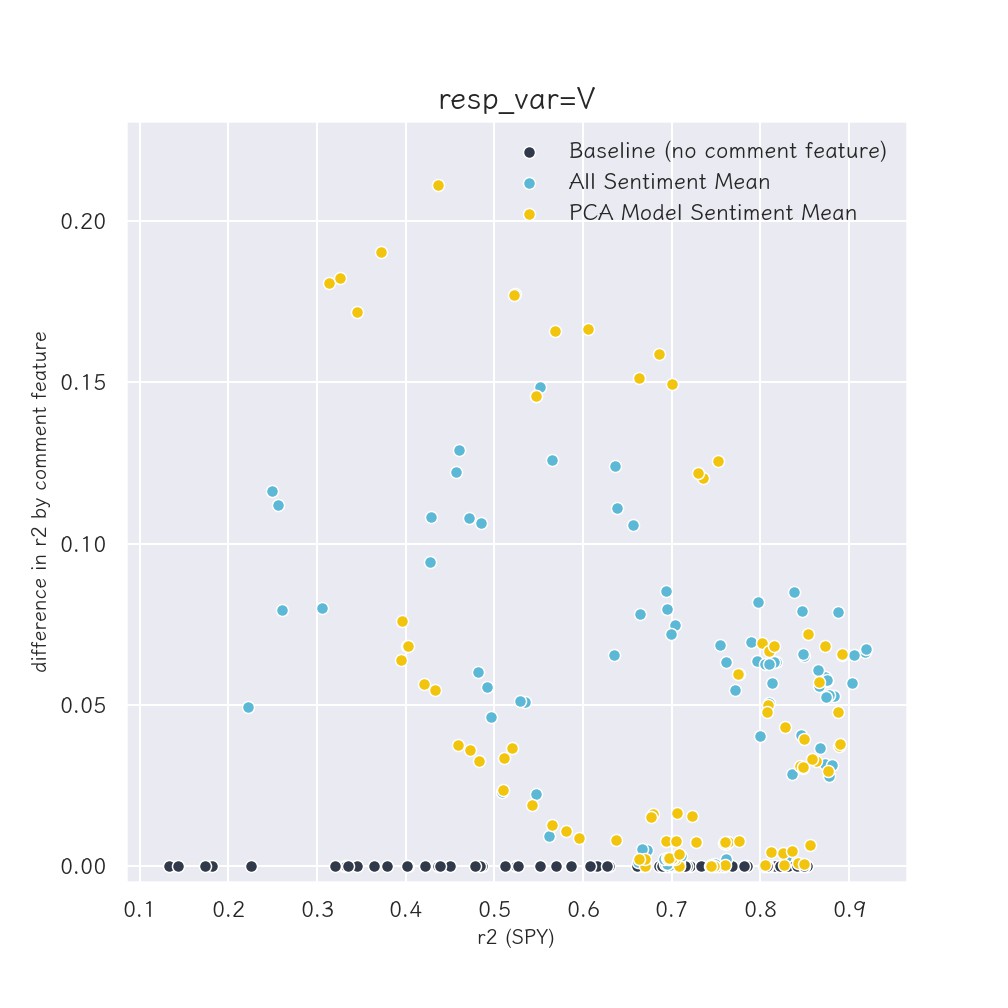 resp_var=V
Baseline (no comment feature)
All Sentiment Mean
PCA Model Sentiment Mean
difference in r2 by comment feature
0.20
0.15
0.10
0.05
0.00
0.1 0.2 0.3 0.4 0.5 0.6 0.7 0.8 0.9
r2 (SPY)